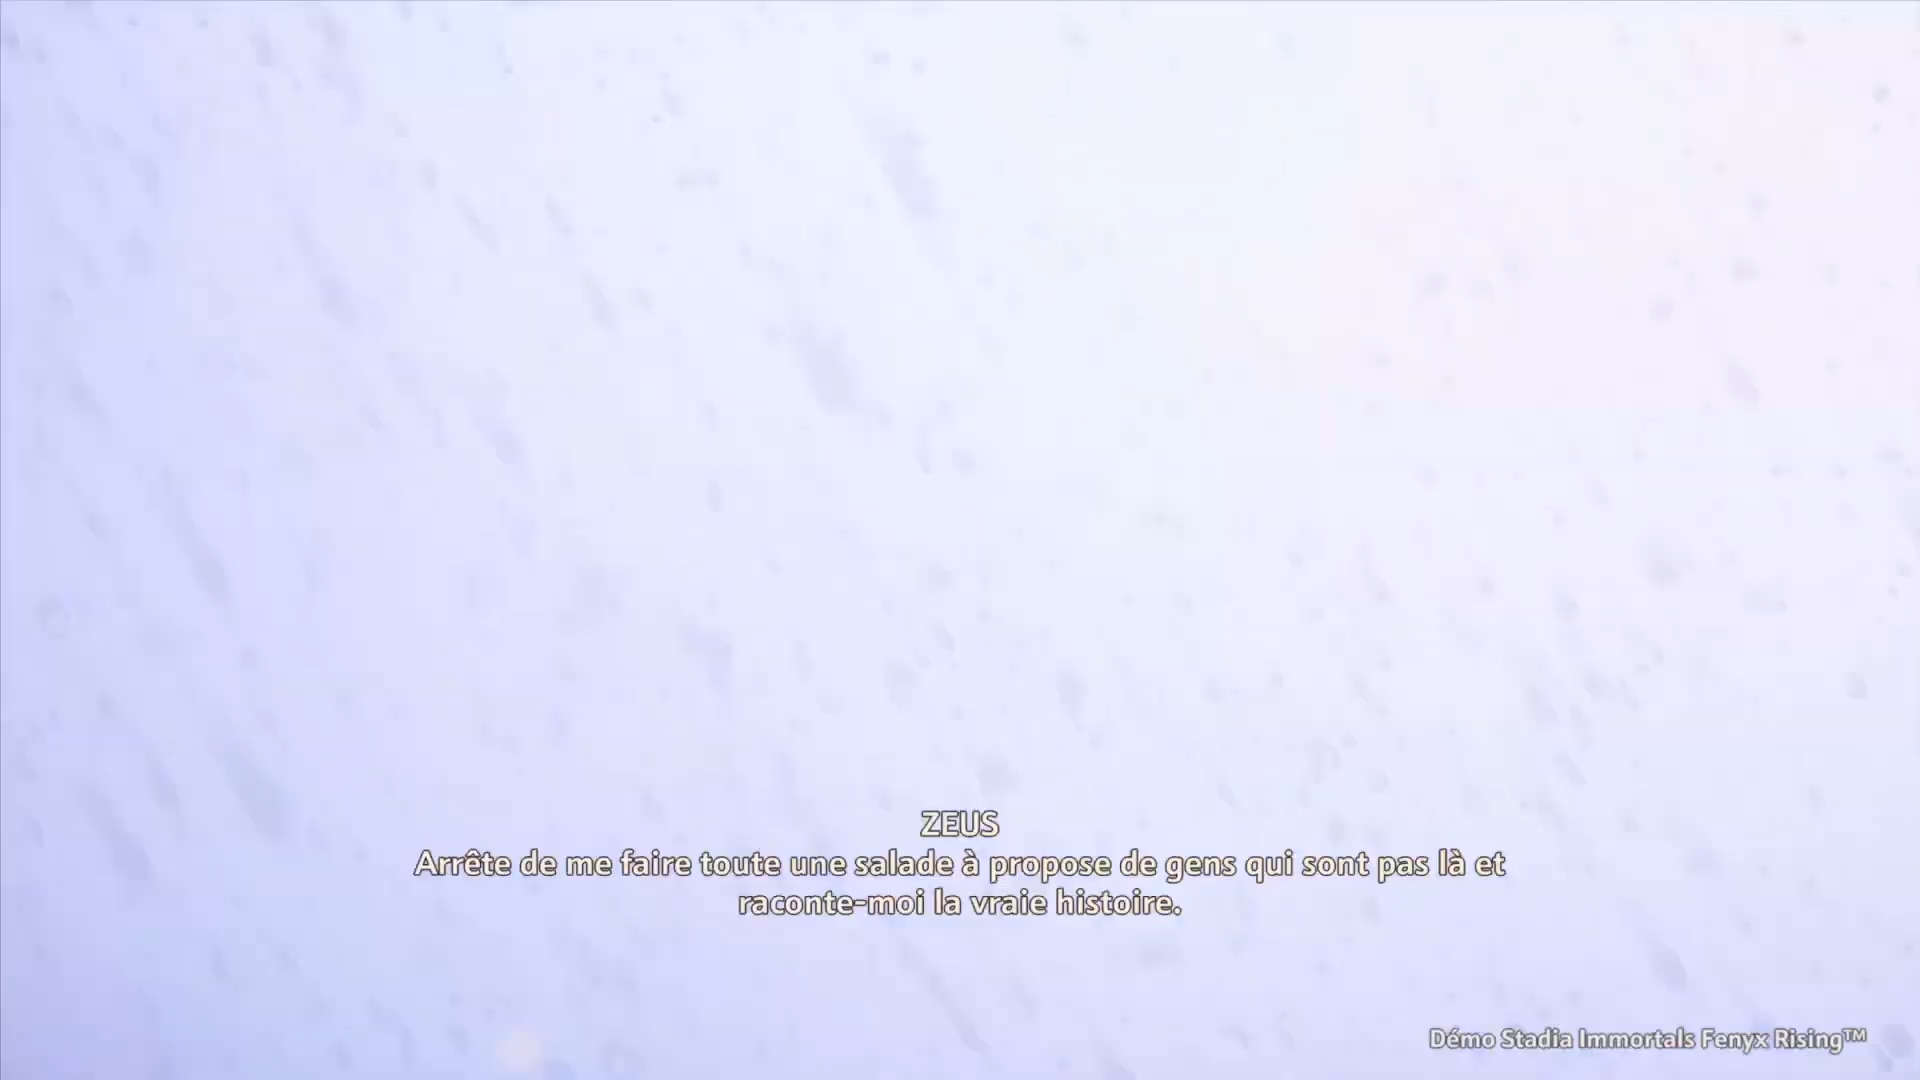 ZEUS
Arrête de me faire toute une salade à propose de gens qui sont pas là et
raconte-moi la vraie histoire.
Démo Stadia Immortals Fenyx Rising™